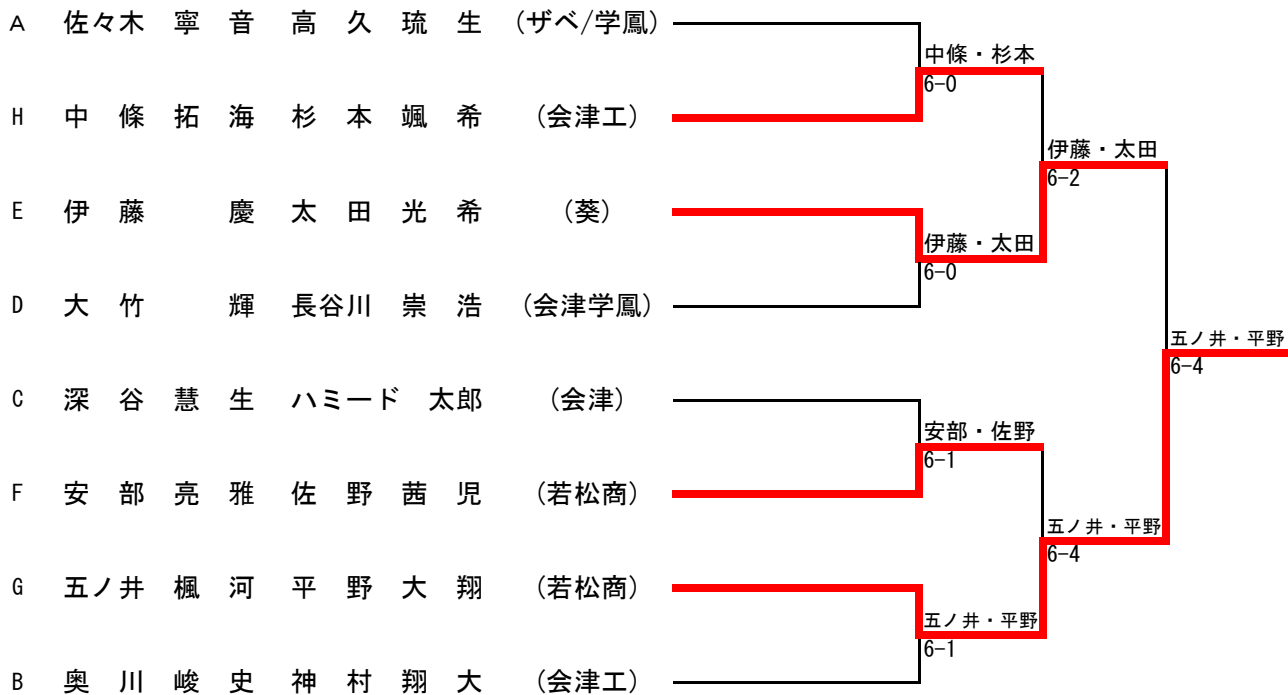 A 佐々木 寧 音 高 久 琉 生 (ザベ/学鳳)
中條・杉本
6-0
H 中 條 拓 海 杉 本 颯 希 (会津工)
伊藤・太田
6-2
E 伊 藤 慶 太 田 光 希 (葵)
伊藤・太田
6-0
D 大 竹 輝 長谷川 崇 浩 (会津学鳳)
五ノ井・平野
6-4
C 深 谷 慧 生 ハミード 太郎 (会津)
安部・佐野
6-1
F 安 部 亮 雅 佐 野 茜 児 (若松商)
五ノ井・平野
6-4
G 五ノ井 楓 河 平 野 大 翔 (若松商)
五ノ井・平野
6-1
B 奥 川 峻 史 神 村 翔 大 (会津工)